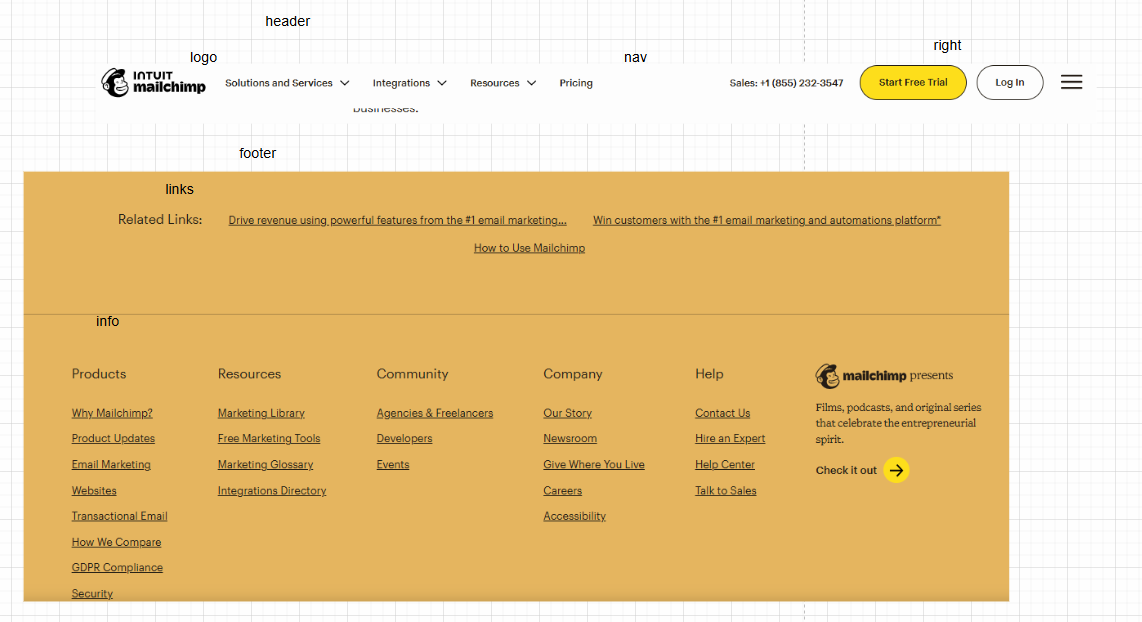 header
logo
nav
right
INTUIT
mailchimp
Solutions and Services
Integrations
Resources
Pricing
Sales: +1 (855) 232-3547
Start Free Trial
Log In
businesses.
footer
links
Related Links:
Drive revenue using powerful features from the #1 email marketing...
Win customers with the #1 email marketing and automations platform*
How to Use Mailchimp
info
Products
Why Mailchimp?
Product Updates
Email Marketing
Websites
Transactional Email
How We Compare
GDPR Compliance
Security
Resources
Marketing Library
Free Marketing Tools
Marketing Glossary
Integrations Directory
Community
Agencies & Freelancers
Developers
Events
Company
Our Story
Newsroom
Give Where You Live
Careers
Accessibility
Help
Contact Us
Hire an Expert
Help Center
Talk to Sales
mailchimp presents
Films, podcasts, and original series
that celebrate the entrepreneurial
spirit.
Check it out